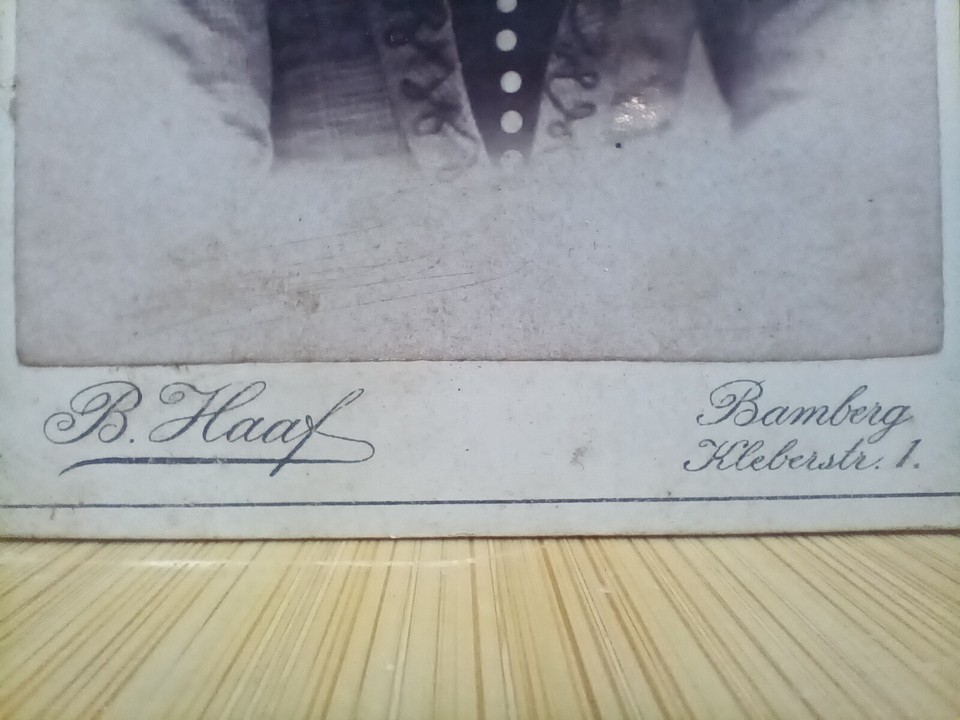 B. Haaf
Bamberg
Kleberstr. 1.